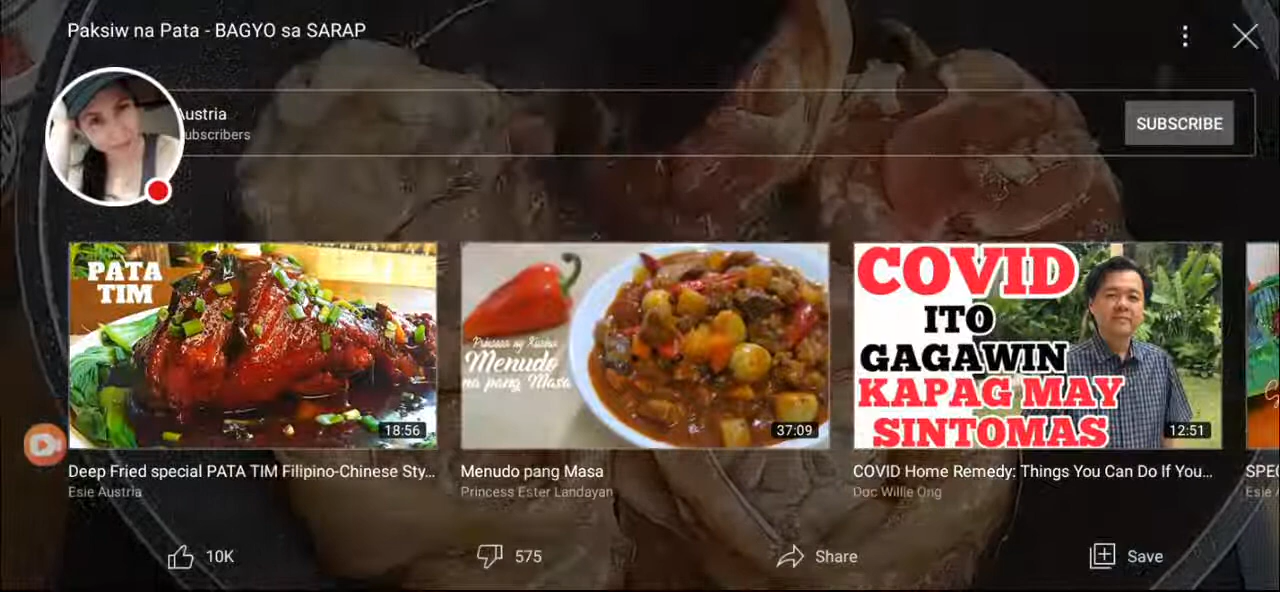 Paksiw na Pata - BAGYO sa SARAP
Austria
ubscribers
SUBSCRIBE
PATA
TIM
18:56
Princess ng Kusina
Menudo
na pang Masa
37:09
COVID
ITO
GAGAWIN
KAPAG MAY
SINTOMAS
12:51
Deep Fried special PATA TIM Filipino-Chinese Sty...
Esie Austria
Menudo pang Masa
Princess Ester Landayan
COVID Home Remedy: Things You Can Do If You...
Doc Willie Ong
SPEC
Esie
10K
575
Share
Save